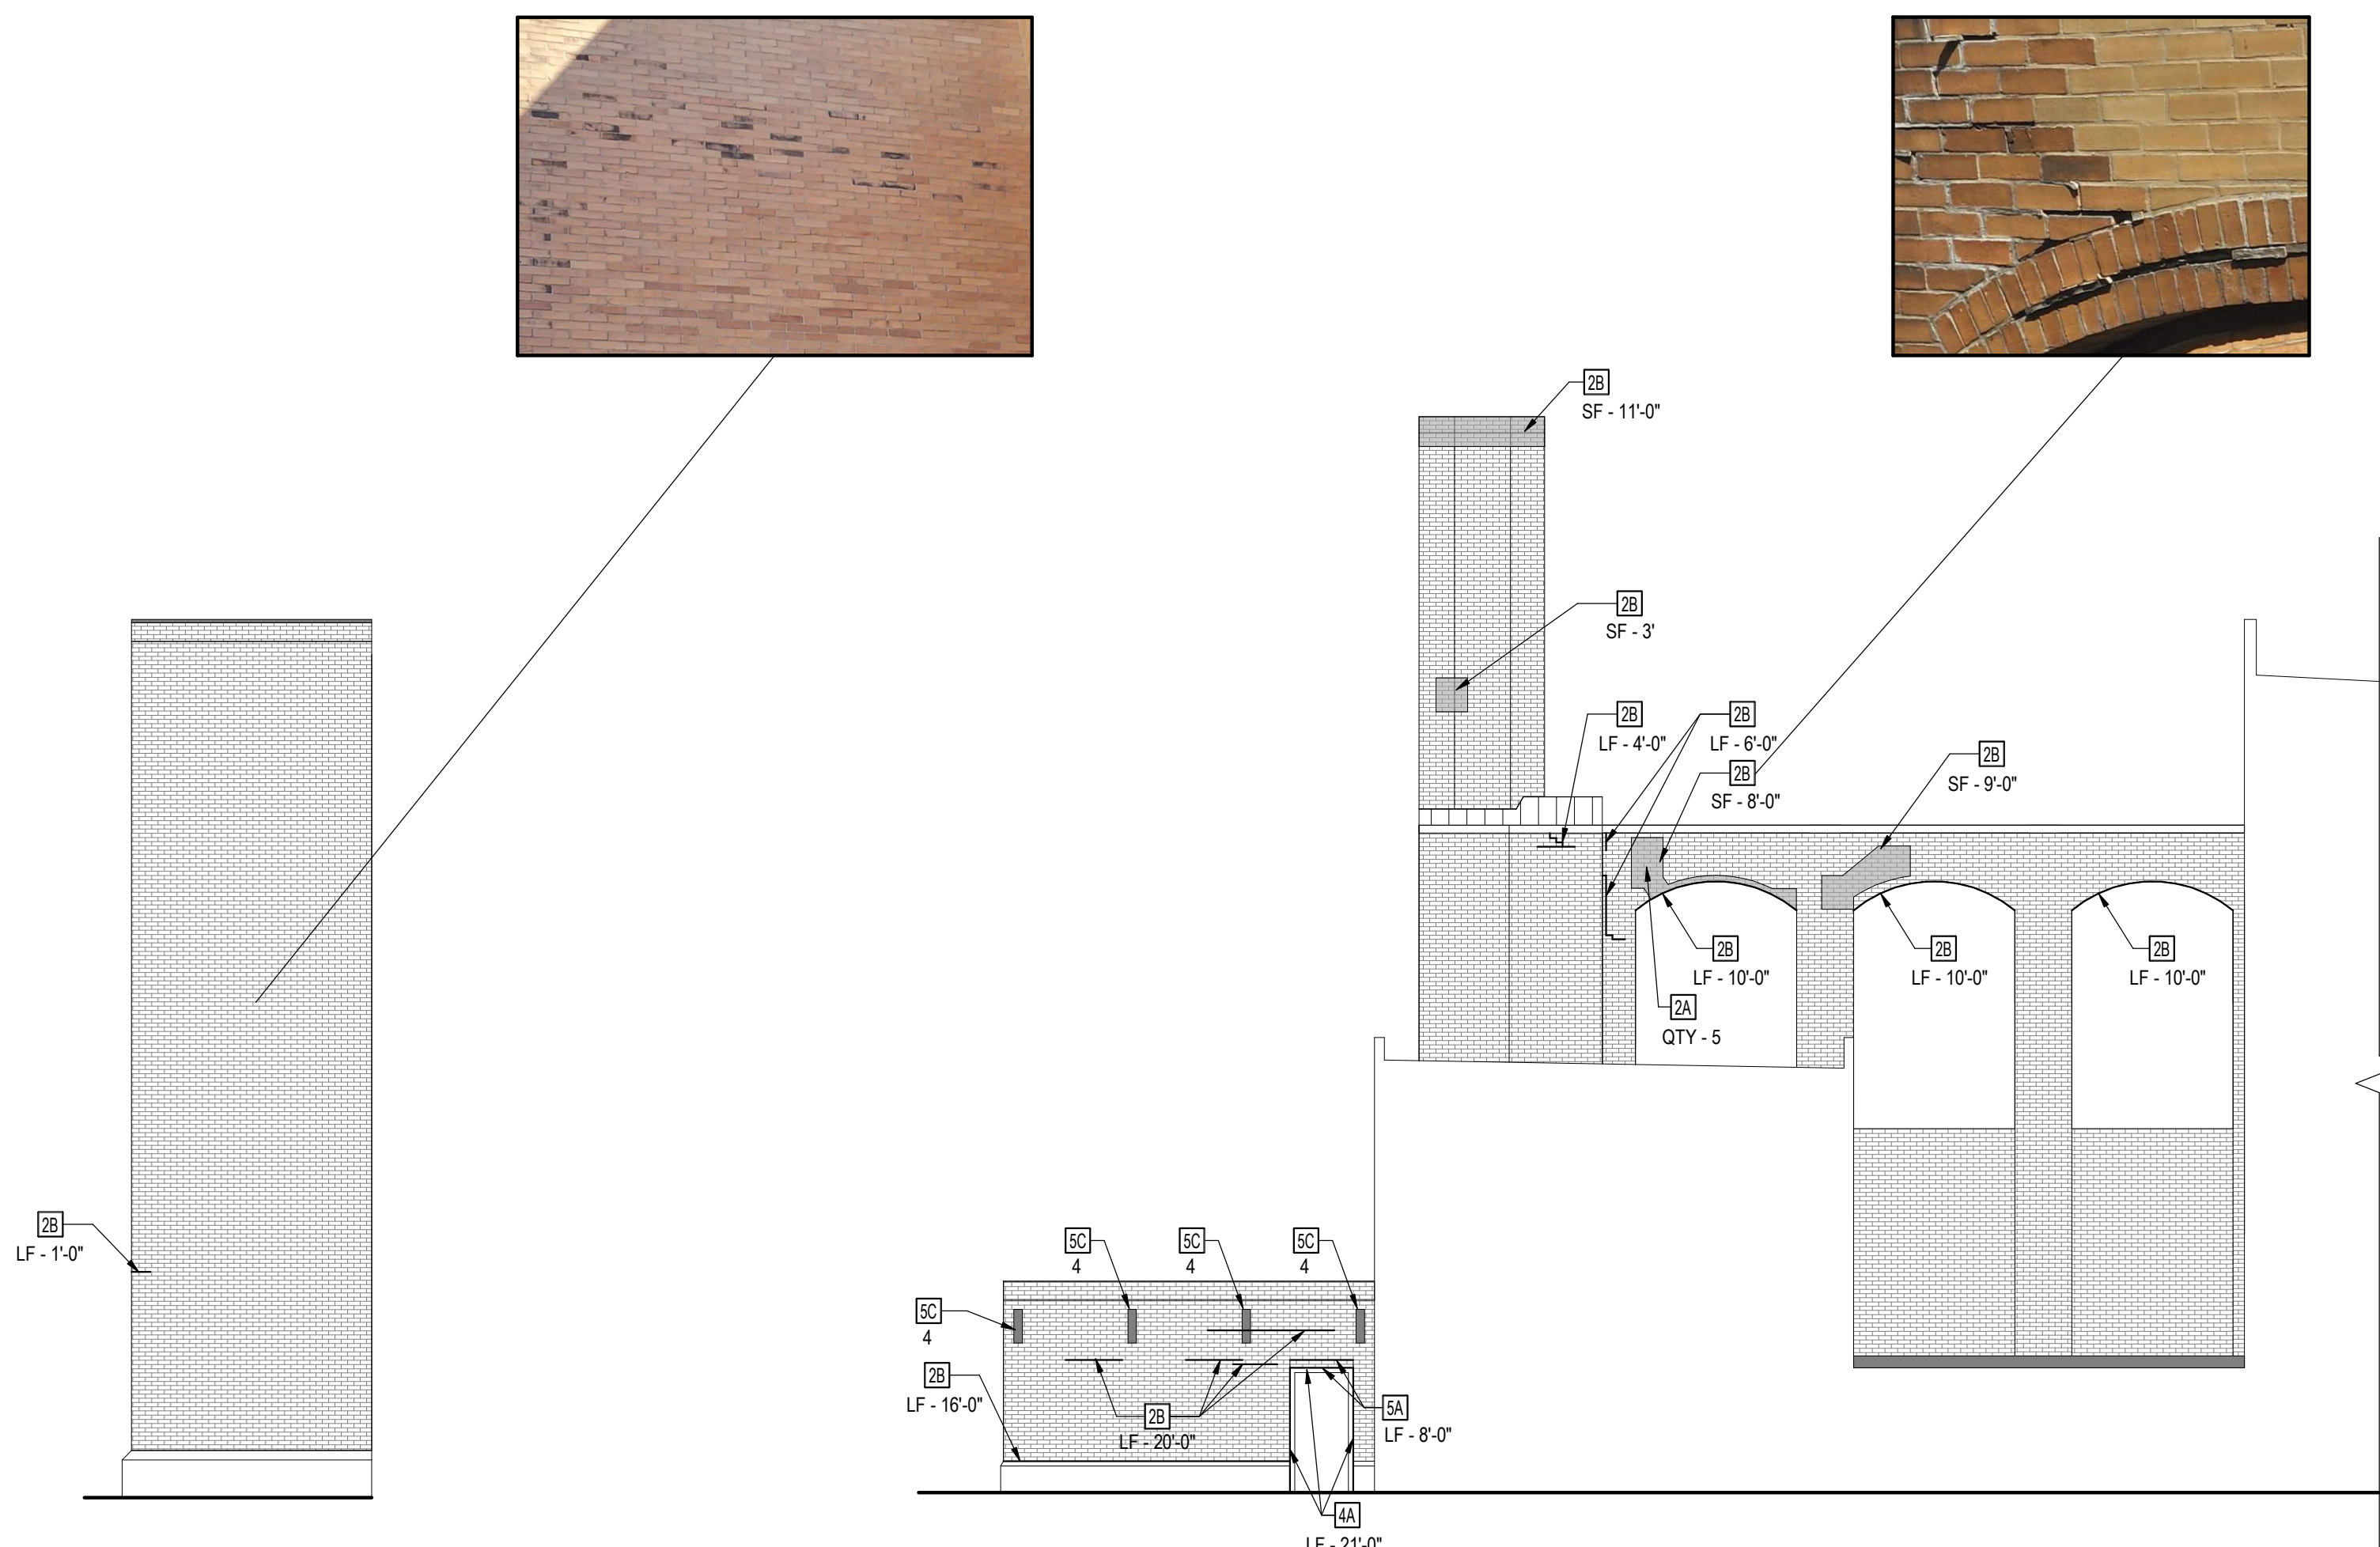 2B
SF - 11'-0"
2B
SF - 3'
2B
LF - 4'-0"
2B
LF - 6'-0"
2B
SF - 8'-0"
2B
SF - 9'-0"
2B
LF - 10'-0"
2B
LF - 10'-0"
2B
LF - 10'-0"
2A
QTY - 5
2B
LF - 1'-0"
5C
4
5C
4
5C
4
5C
4
2B
LF - 16'-0"
2B
LF - 20'-0"
5A
LF - 8'-0"
4A
LF - 21'-0"